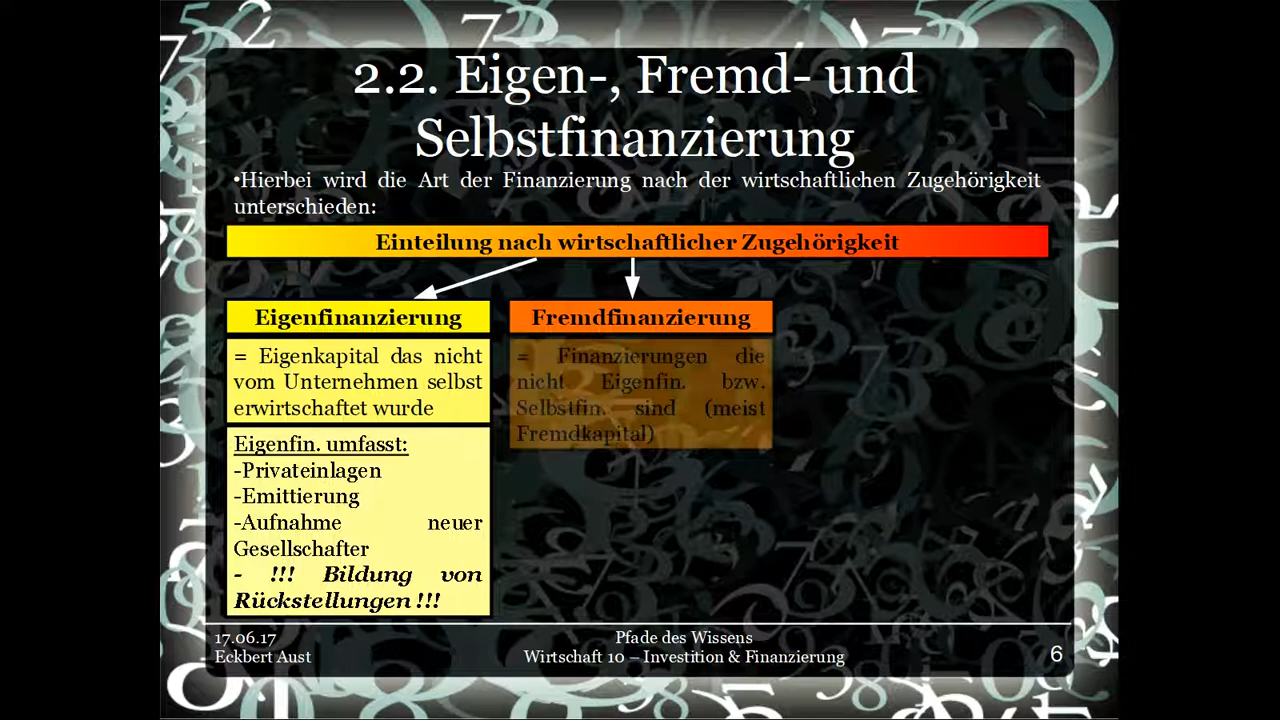 2.2. Eigen-, Fremd- und
Selbstfinanzierung
•Hierbei wird die Art der Finanzierung nach der wirtschaftlichen Zugehörigkeit
unterschieden:
Einteilung nach wirtschaftlicher Zugehörigkeit
Eigenfinanzierung
= Eigenkapital das nicht
vom Unternehmen selbst
erwirtschaftet wurde
Eigenfin. umfasst:
-Privateinlagen
-Emittierung
-Aufnahme neuer
Gesellschafter
- !!! Bildung von
Rückstellungen !!!
Fremdfinanzierung
= Finanzierungen die
nicht Eigenfin. bzw.
Selbstfin. sind (meist
Fremdkapital)
17.06.17
Eckbert Aust
Pfade des Wissens
Wirtschaft 10 – Investition & Finanzierung
6